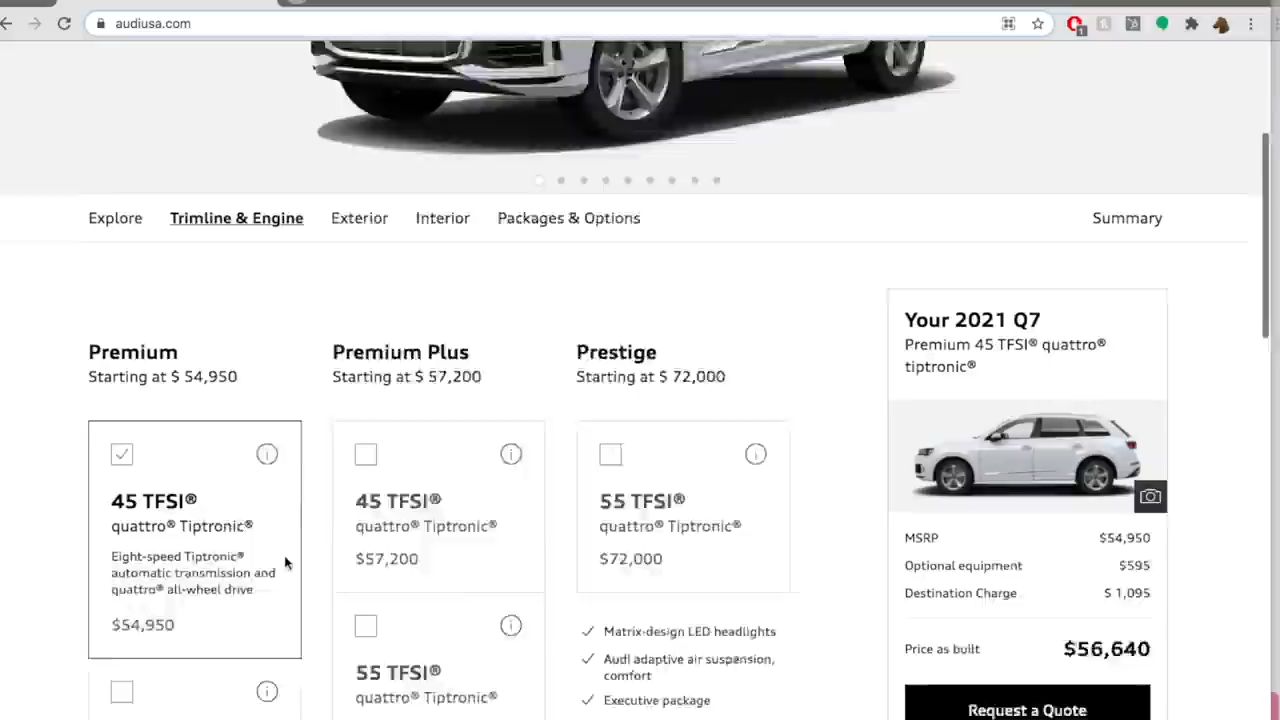 audiusa.com
1
Explore
Trimline & Engine
Exterior
Interior
Packages & Options
Summary
Premium
Starting at $ 54,950
45 TFSI®
quattro® Tiptronic®
Eight-speed Tiptronic®
automatic transmission and
quattro® all-wheel drive
$54,950
Premium Plus
Starting at $ 57,200
45 TFSI®
quattro® Tiptronic®
$57,200
55 TFSI®
quattro® Tiptronic®
Prestige
Starting at $ 72,000
55 TFSI®
quattro® Tiptronic®
$72,000
Matrix-design LED headlights
Audi adaptive air suspension,
comfort
Executive package
Your 2021 Q7
Premium 45 TFSI® quattro®
tiptronic®
MSRP $54,950
Optional equipment $595
Destination Charge $ 1,095
Price as built $56,640
Request a Quote